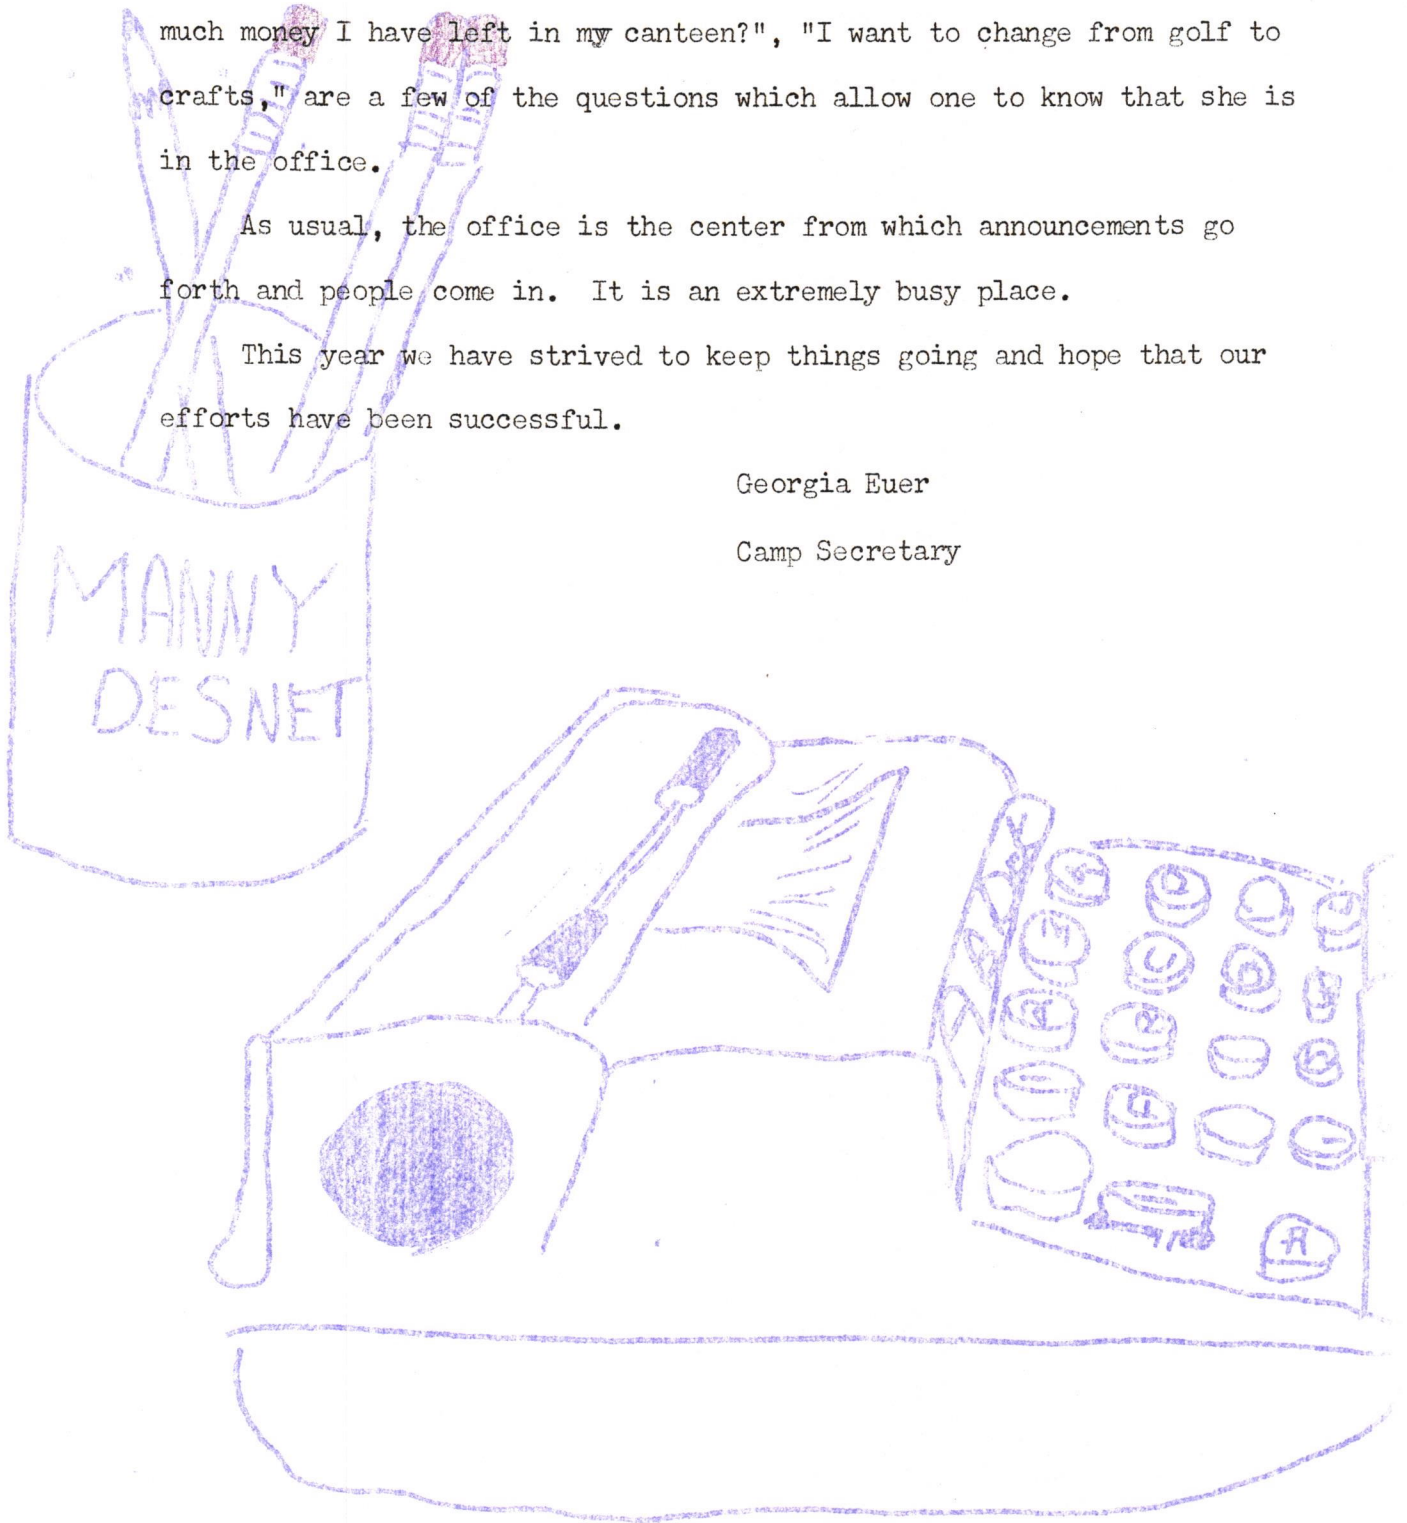 much money I have left in my canteen?", "I want to change from golf to
crafts," are a few of the questions which allow one to know that she is
in the office.
As usual, the office is the center from which announcements go
forth and people come in.  It is an extremely busy place.
This year we have strived to keep things going and hope that our
efforts have been successful.
Georgia Euer
Camp Secretary
MANNY
DESNET